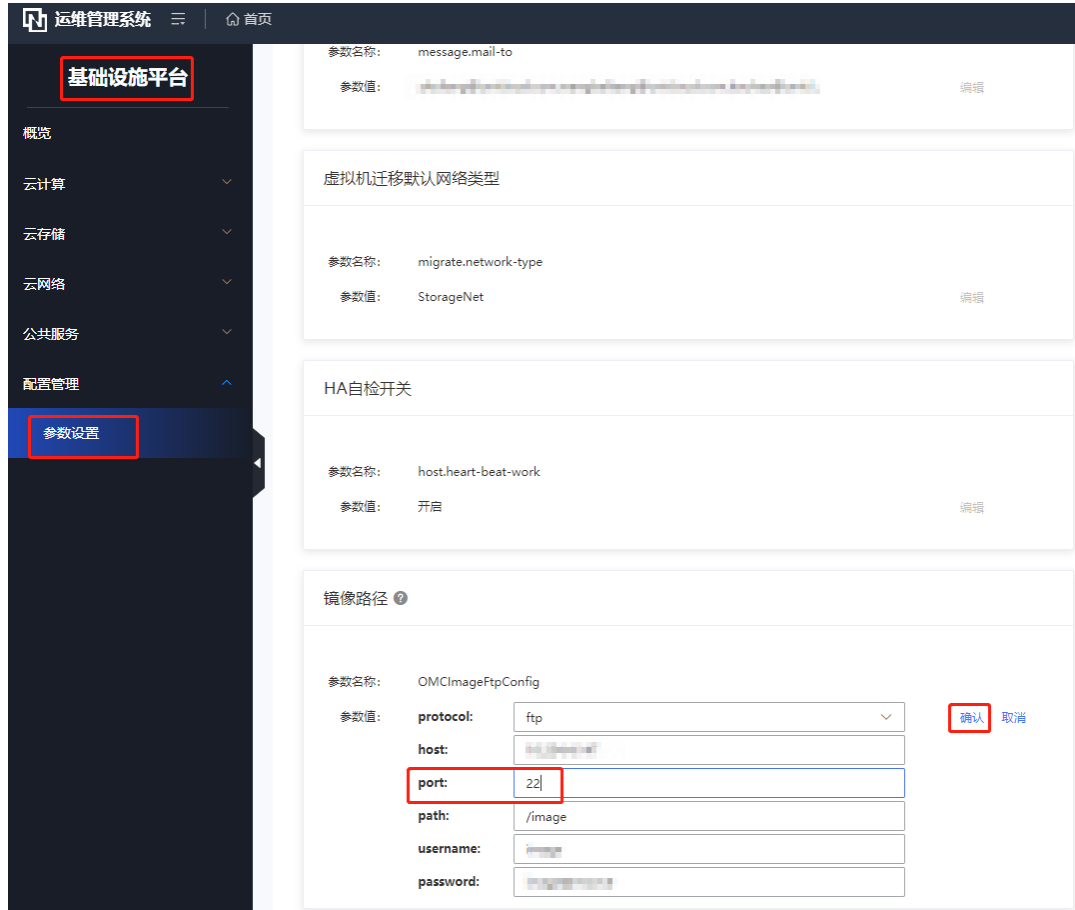 运维管理系统 首页
基础设施平台
概览
云计算
云存储
云网络
公共服务
配置管理
参数设置
参数名称: message.mail-to
参数值: 编辑
虚拟机迁移默认网络类型
参数名称: migrate.network-type
参数值: StorageNet 编辑
HA自检开关
参数名称: host.heart-beat-work
参数值: 开启 编辑
镜像路径
参数名称: OMCImageFtpConfig
参数值: protocol: ftp 确认 取消
host:
port: 22
path: /image
username:
password: